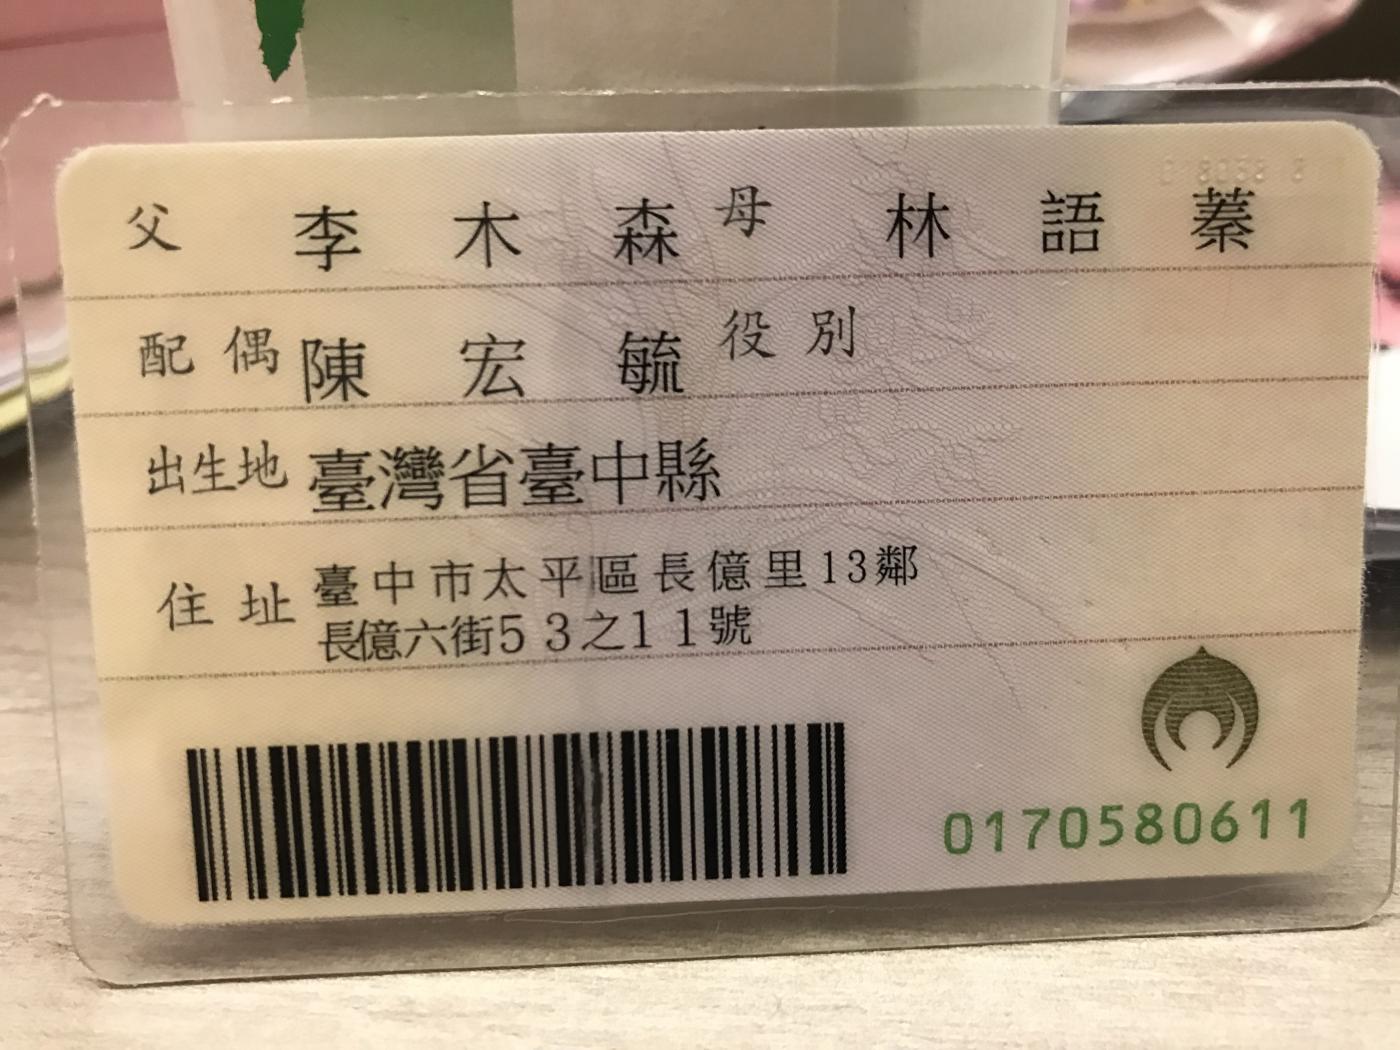 父 李木森 母 林語蓁
配偶 陳宏毓 役別
出生地 臺灣省臺中縣
住址 臺中市太平區長億里13鄰
長億六街53之11號
0170580611